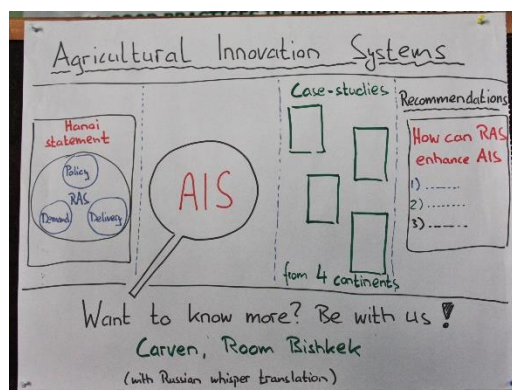 Agricultural Innovation Systems
Hanoi
statement
Policy
RAS
Demand
Delivery
AIS
Case-studies
from 4 continents
Recommendations
How can RAS
enhance AIS
1) ......
2) ......
3) ......
Want to know more? Be with us!
Carven, Room Bishkek
(with Russian whisper translation)